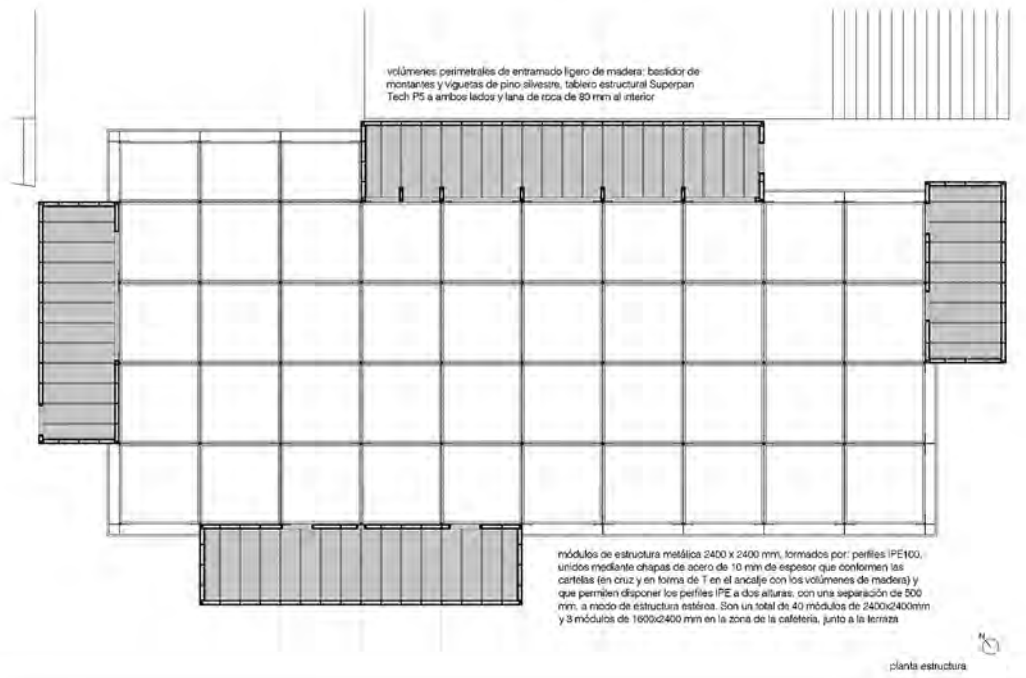 volúmenes perimetrales de entramado ligero de madera: bastidor de
montantes y viguetas de pino silvestre, tablero estructural Superpan
Tech P5 a ambos lados y lana de roca de 80 mm al interior
módulos de estructura metálica 2400 x 2400 mm, formados por: perfiles IPE100,
unidos mediante chapas de acero de 10 mm de espesor que conformen las
cartelas (en cruz y en forma de T en el anclaje con los volúmenes de madera) y
que permiten disponer los perfiles IPE a dos alturas, con una separación de 500
mm, a modo de estructura estérea. Son un total de 40 módulos de 2400x2400mm
y 3 módulos de 1600x2400 mm en la zona de la cafetería, junto a la terraza
N
planta estructura